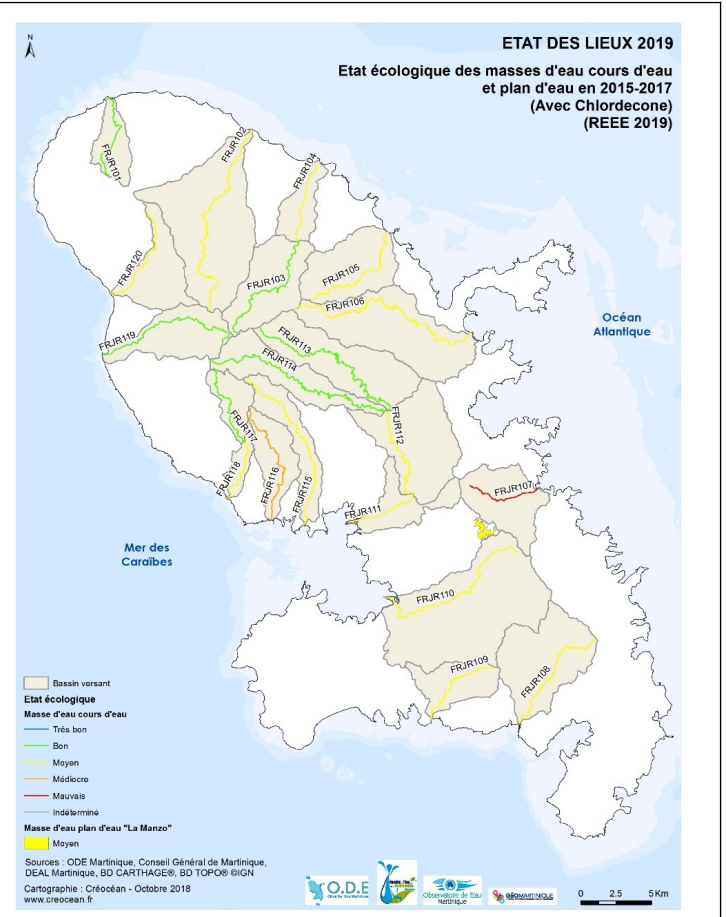 N
ETAT DES LIEUX 2019
Etat écologique des masses d'eau cours d'eau
et plan d'eau en 2015-2017
(Avec Chlordecone)
(REEE 2019)
FRJR101
FRJR102
FRJR104
FRJR120
FRJR103
FRJR105
FRJR106
FRJR119
FRJR113
FRJR114
Océan
Atlantique
FRJR117
FRJR112
FRJR118
FRJR116
FRJR115
FRJR111
FRJR107
Mer des
Caraïbes
FRJR110
FRJR109
FRJR108
Bassin versant
Etat écologique
Masse d'eau cours d'eau
Très bon
Bon
Moyen
Médiocre
Mauvais
Indéterminé
Masse d'eau plan d'eau "La Manzo"
Moyen
Sources : ODE Martinique, Conseil Général de Martinique,
DEAL Martinique, BD CARTHAGE®, BD TOPO® ©IGN
Cartographie : Créocéan - Octobre 2018
www.creocean.fr
O.D.E
Observatoire de l'Eau
Martinique
GÉOMARTINIQUE
0 2.5 5 Km